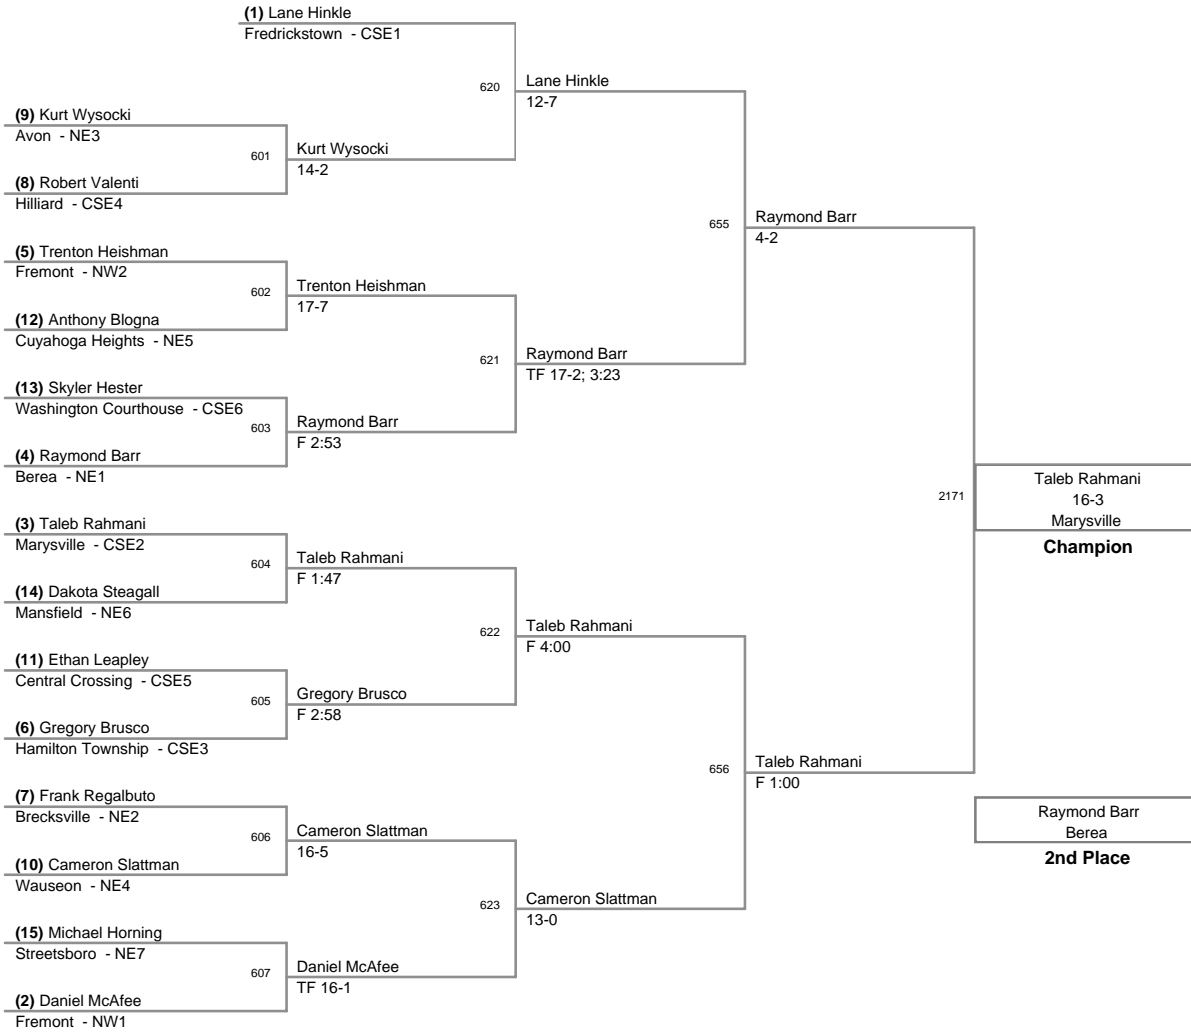 (1) Lane Hinkle
Fredrickstown - CSE1
620
Lane Hinkle
12-7
(9) Kurt Wysocki
Avon - NE3
601
Kurt Wysocki
14-2
(8) Robert Valenti
Hilliard - CSE4
655
Raymond Barr
4-2
(5) Trenton Heishman
Fremont - NW2
602
Trenton Heishman
17-7
(12) Anthony Blogna
Cuyahoga Heights - NE5
621
Raymond Barr
TF 17-2; 3:23
(13) Skyler Hester
Washington Courthouse - CSE6
603
Raymond Barr
F 2:53
(4) Raymond Barr
Berea - NE1
2171
Taleb Rahmani
16-3
Marysville
Champion
(3) Taleb Rahmani
Marysville - CSE2
604
Taleb Rahmani
F 1:47
(14) Dakota Steagall
Mansfield - NE6
622
Taleb Rahmani
F 4:00
(11) Ethan Leapley
Central Crossing - CSE5
605
Gregory Brusco
F 2:58
(6) Gregory Brusco
Hamilton Township - CSE3
656
Taleb Rahmani
F 1:00
(7) Frank Regalbuto
Brecksville - NE2
606
Cameron Slattman
16-5
(10) Cameron Slattman
Wauseon - NE4
Raymond Barr
Berea
2nd Place
623
Cameron Slattman
13-0
(15) Michael Horning
Streetsboro - NE7
607
Daniel McAfee
TF 16-1
(2) Daniel McAfee
Fremont - NW1